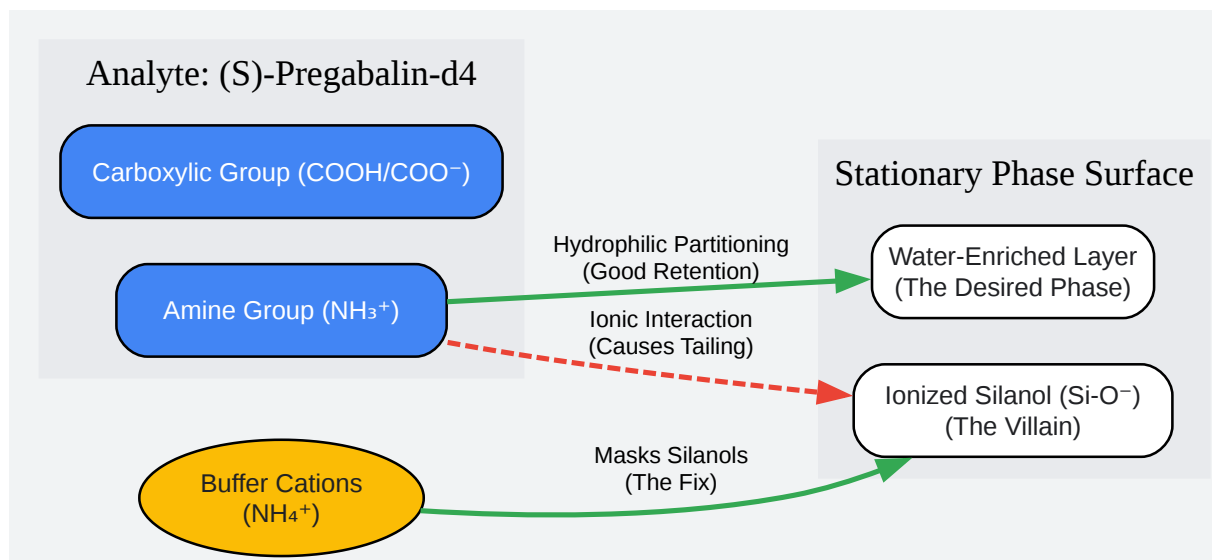 Analyte: (S)-Pregabalin-d4
Carboxylic Group (COOH/COO⁻)
Amine Group (NH₃⁺)
Hydrophilic Partitioning
(Good Retention)
Ionic Interaction
(Causes Tailing)
Stationary Phase Surface
Water-Enriched Layer
(The Desired Phase)
Ionized Silanol (Si-O⁻)
(The Villain)
Buffer Cations
(NH₄⁺)
Masks Silanols
(The Fix)